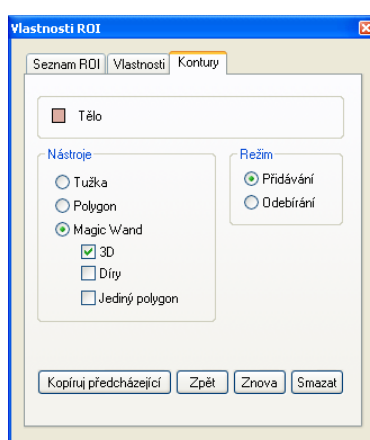 Vlastnosti ROI
Seznam ROI Vlastnosti Kontury
Tělo
Nástroje
Režim
Tužka
Polygon
Magic Wand
3D
Díry
Jediný polygon
Přidávání
Odebírání
Kopíruj předcházející Zpět Znova Smazat